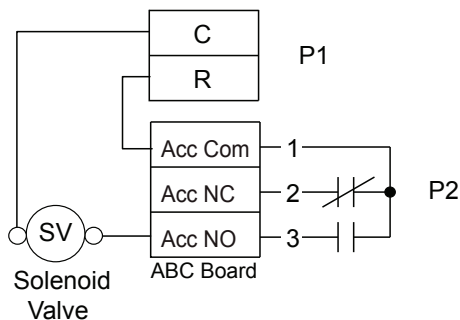 C
P1
R
Acc Com 1
Acc NC 2
P2
SV
Acc NO 3
ABC Board
Solenoid
Valve